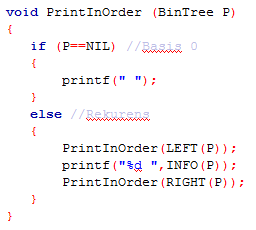 void PrintInOrder (BinTree P)
{
if (P==NIL) //Basis 0
{
printf(" ");
}
else //Rekurens
{
PrintInOrder(LEFT(P));
printf("%d ",INFO(P));
PrintInOrder(RIGHT(P));
}
}